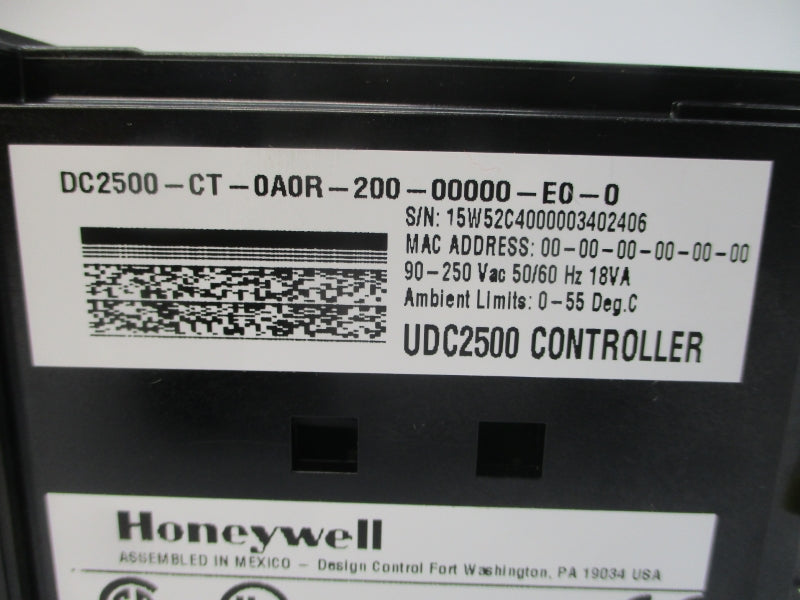 DC2500-CT-0A0R-200-00000-E0-0
S/N: 15W52C4000003402406
MAC ADDRESS: 00-00-00-00-00-00
90-250 Vac 50/60 Hz 18VA
Ambient Limits: 0-55 Deg.C
UDC2500 CONTROLLER
Honeywell
ASSEMBLED IN MEXICO - Design Control Fort Washington, PA 19034 USA